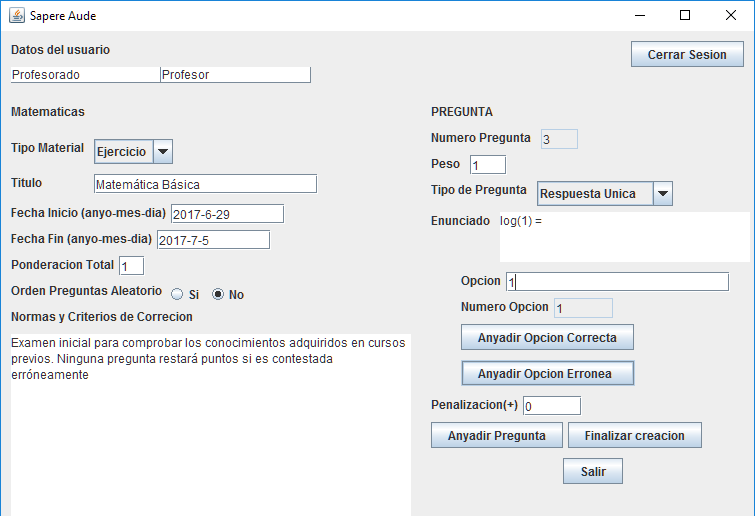 Sapere Aude
Datos del usuario
Cerrar Sesion
Profesorado Profesor
Matematicas
Tipo Material Ejercicio
Titulo Matemática Básica
Fecha Inicio (anyo-mes-dia) 2017-6-29
Fecha Fin (anyo-mes-dia) 2017-7-5
Ponderacion Total 1
Orden Preguntas Aleatorio Si No
Normas y Criterios de Correcion
Examen inicial para comprobar los conocimientos adquiridos en cursos
previos. Ninguna pregunta restará puntos si es contestada
erróneamente
PREGUNTA
Numero Pregunta 3
Peso 1
Tipo de Pregunta Respuesta Unica
Enunciado log(1) =
Opcion 1
Numero Opcion 1
Anyadir Opcion Correcta
Anyadir Opcion Erronea
Penalizacion(+) 0
Anyadir Pregunta Finalizar creacion
Salir